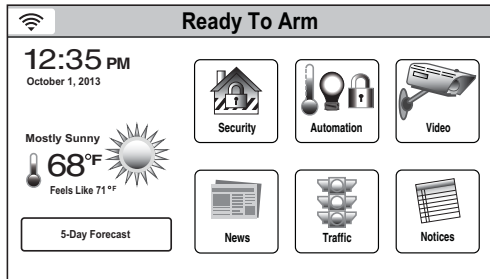 Ready To Arm
12:35 PM
October 1, 2013
Mostly Sunny
68°F
Feels Like 71°F
5-Day Forecast
Security
Automation
Video
News
Traffic
Notices